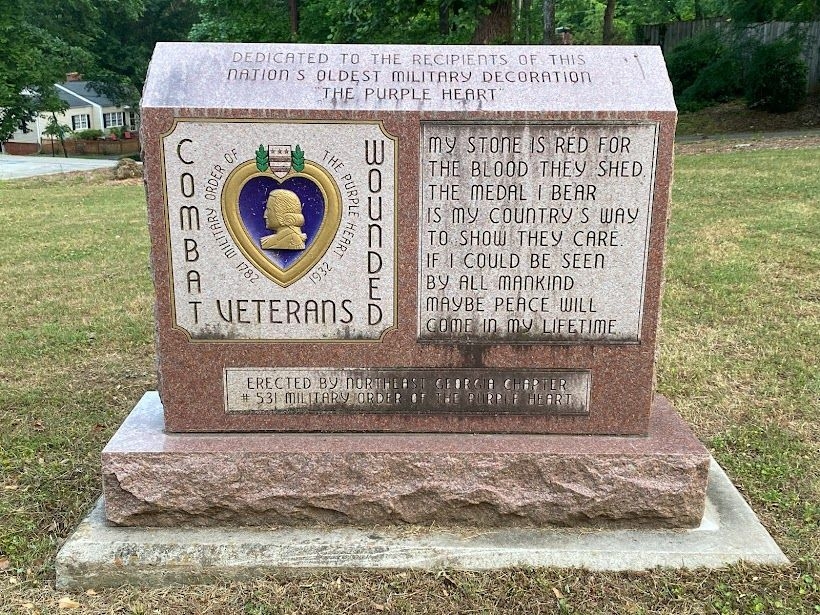 DEDICATED TO THE RECIPIENTS OF THIS
NATION'S OLDEST MILITARY DECORATION
"THE PURPLE HEART"
COMBAT
WOUNDED
VETERANS
MILITARY ORDER OF
THE PURPLE HEART
1782
1932
MY STONE IS RED FOR
THE BLOOD THEY SHED.
THE MEDAL I BEAR
IS MY COUNTRY'S WAY
TO SHOW THEY CARE.
IF I COULD BE SEEN
BY ALL MANKIND
MAYBE PEACE WILL
COME IN MY LIFETIME.
ERECTED BY NORTHEAST GEORGIA CHAPTER
# 531 MILITARY ORDER OF THE PURPLE HEART